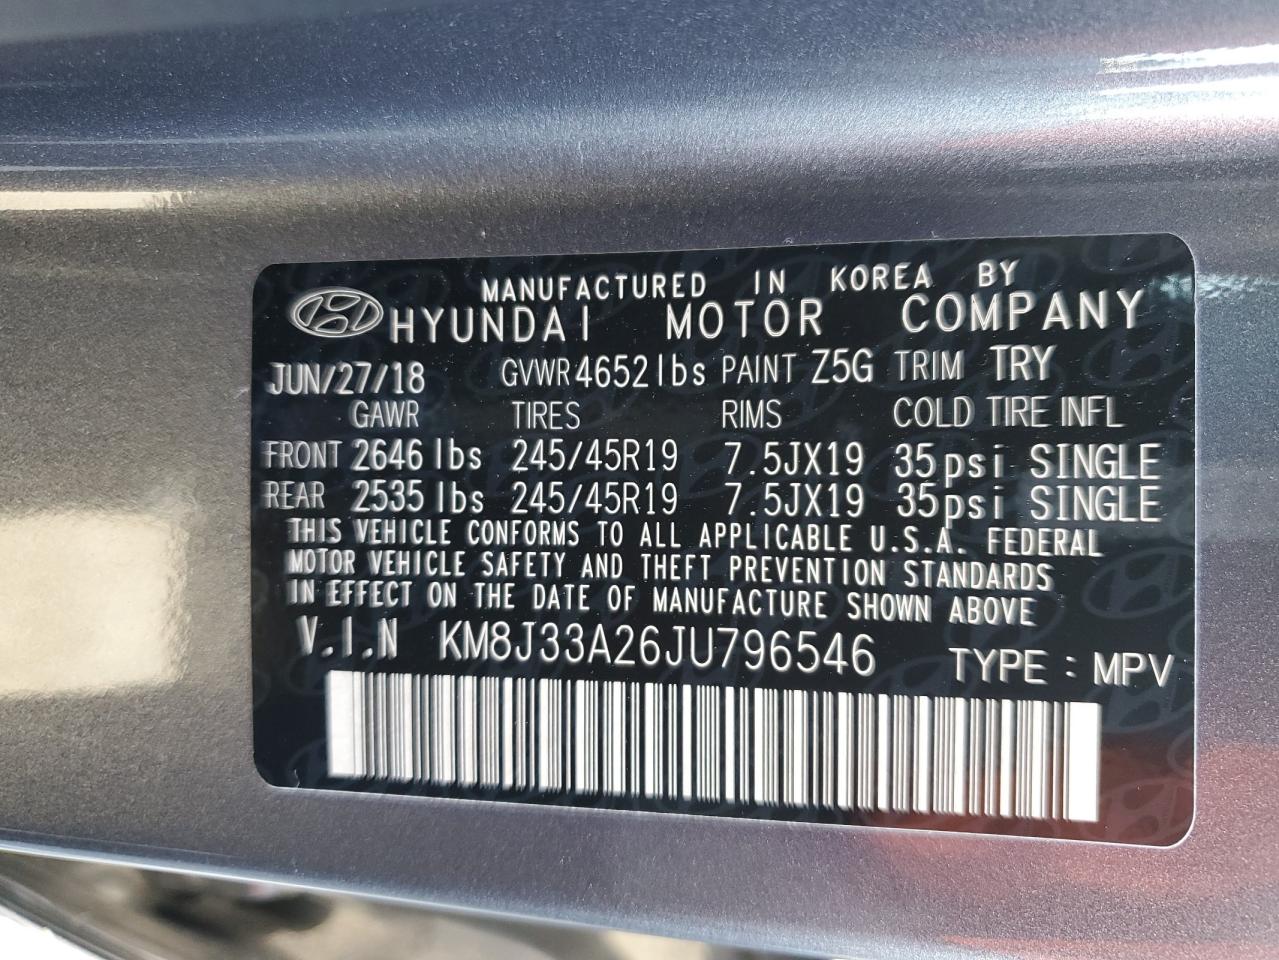 MANUFACTURED IN KOREA BY
HYUNDAI MOTOR COMPANY
JUN/27/18 GVWR 4652 lbs PAINT Z5G TRIM TRY
GAWR TIRES RIMS COLD TIRE INFL
FRONT 2646 lbs 245/45R19 7.5JX19 35psi SINGLE
REAR 2535 lbs 245/45R19 7.5JX19 35psi SINGLE
THIS VEHICLE CONFORMS TO ALL APPLICABLE U.S.A. FEDERAL
MOTOR VEHICLE SAFETY AND THEFT PREVENTION STANDARDS
IN EFFECT ON THE DATE OF MANUFACTURE SHOWN ABOVE
V.I.N KM8J33A26JU796546 TYPE : MPV